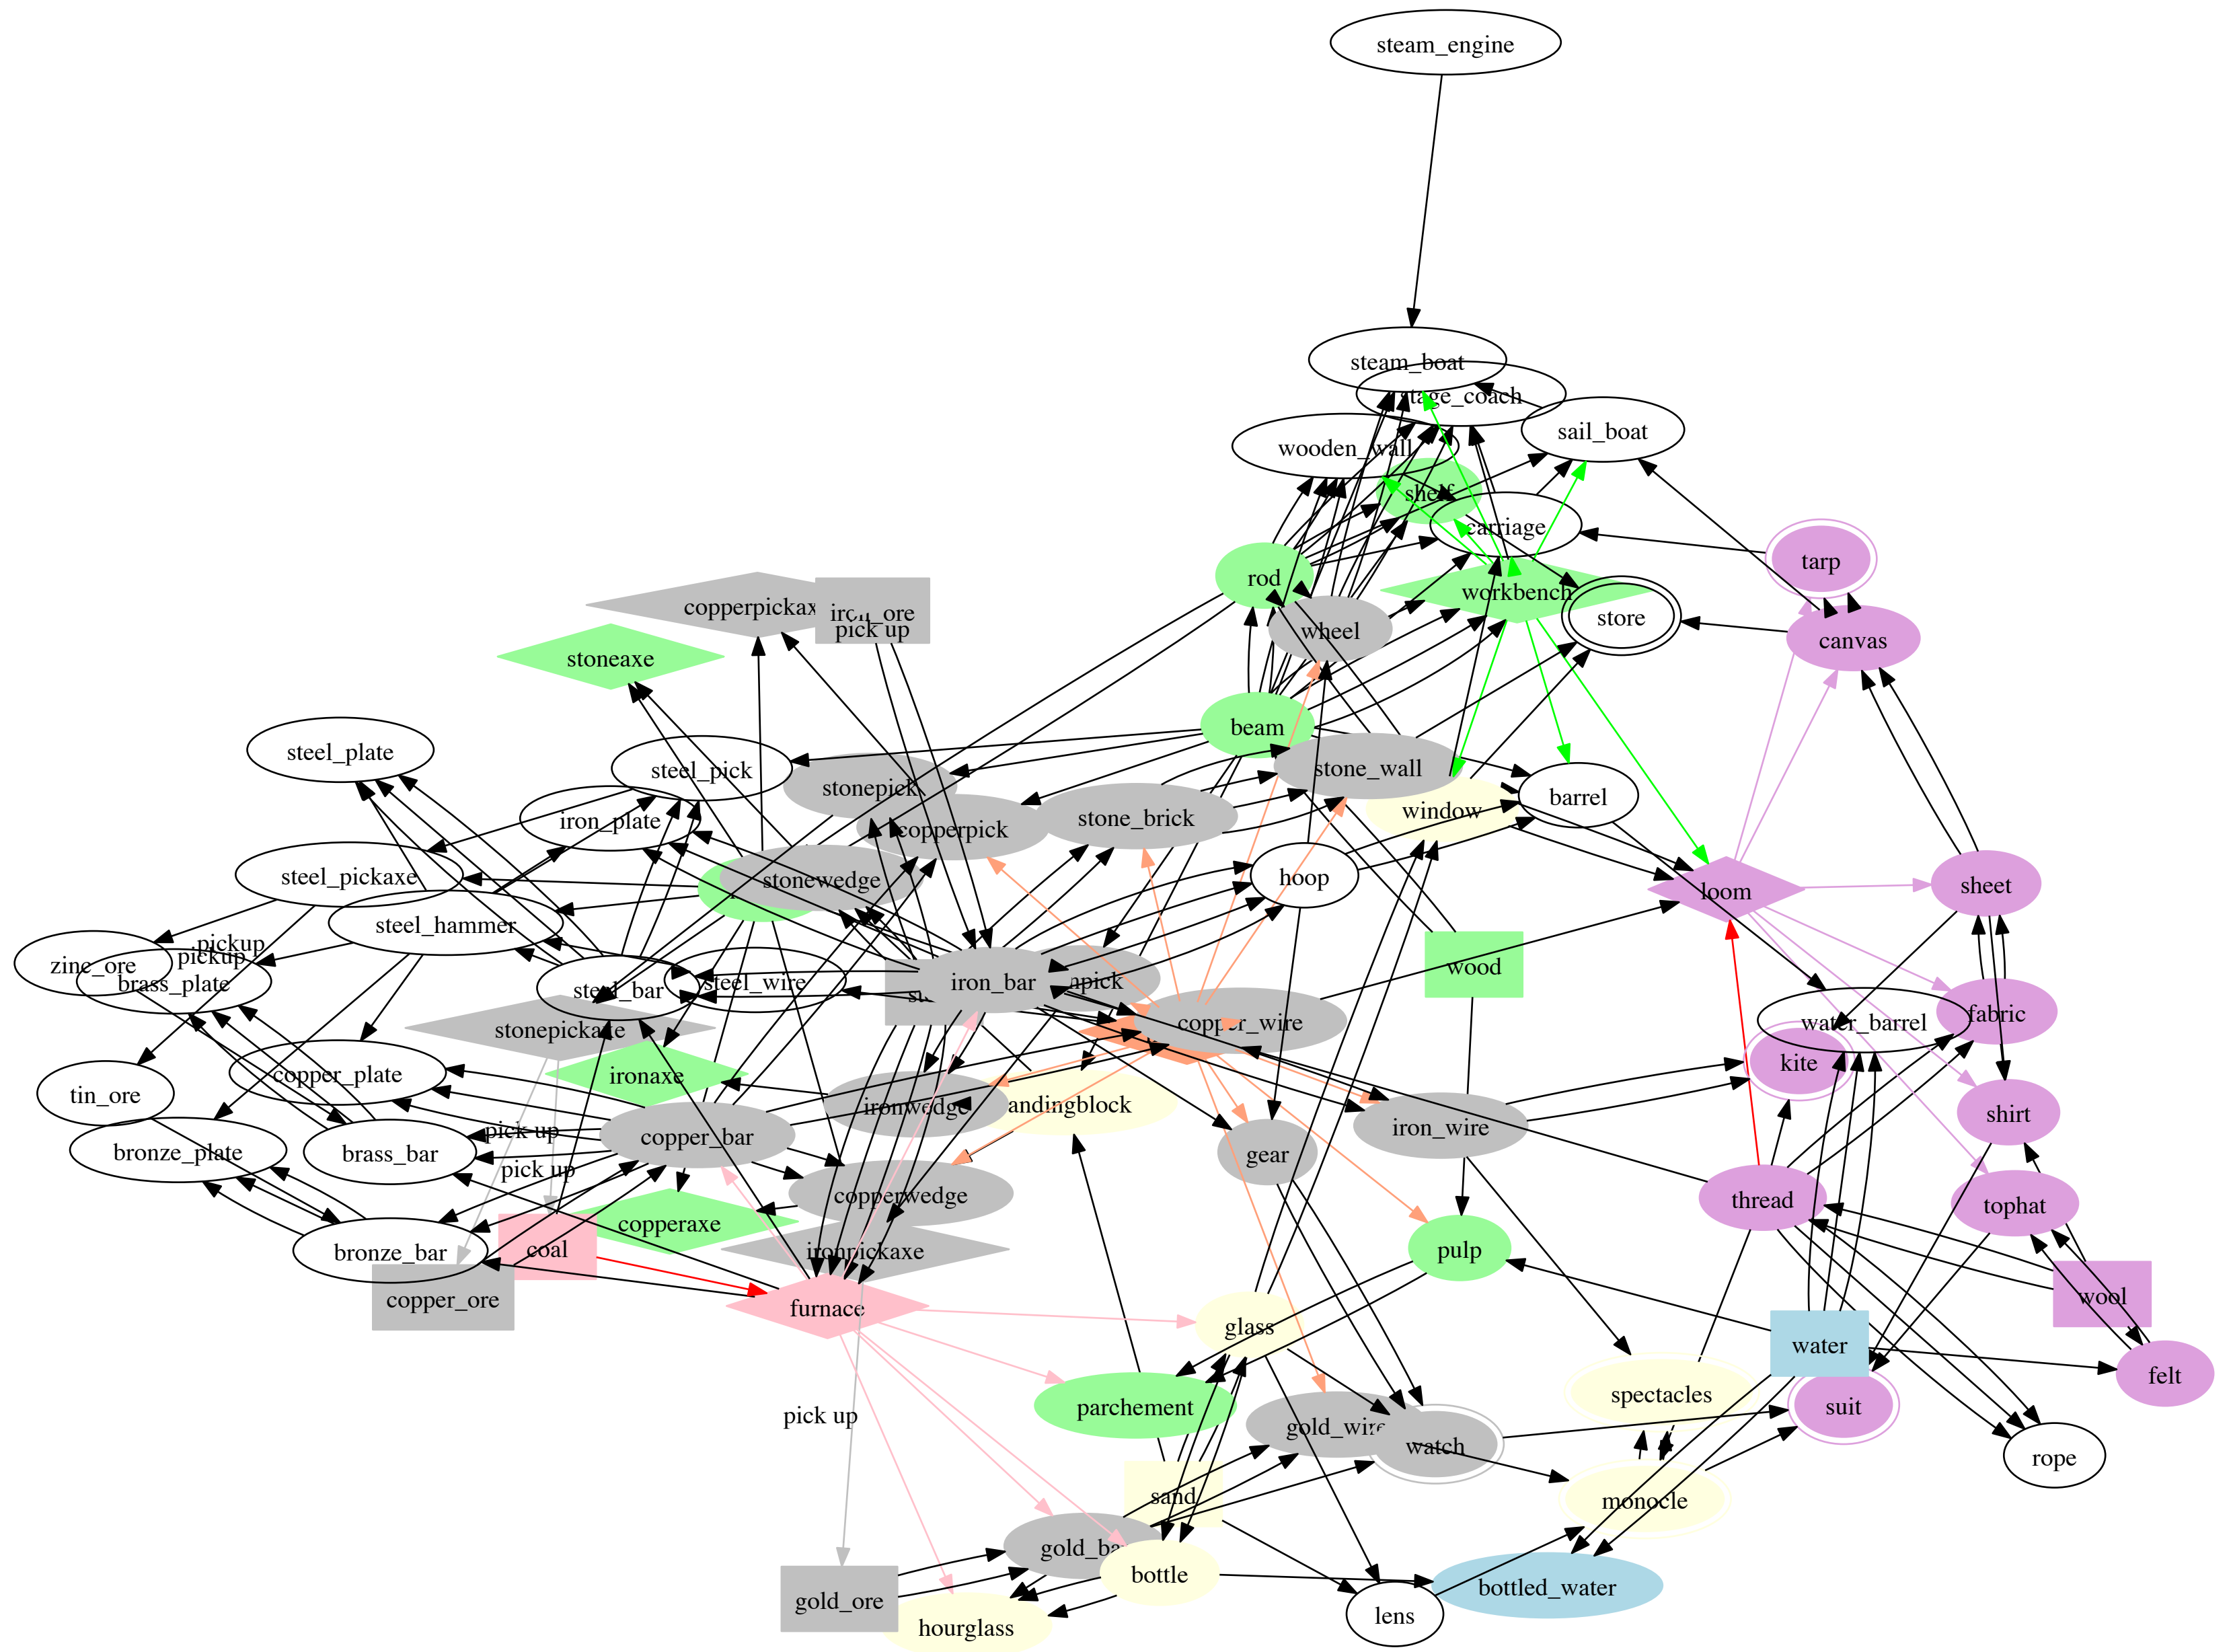 steam_engine
steam_boat
stage_coach
sail_boat
wooden_wall
shelf
carriage
tarp
rod
workbench
copperpickax
iron_ore
pick up
store
wheel
canvas
stoneaxe
beam
steel_plate
steel_pick
stonepick
stone_wall
barrel
window
iron_plate
copperpick
stone_brick
steel_pickaxe
stonewedge
hoop
loom
sheet
steel_hammer
pickup
pickup
zinc_ore
brass_plate
steel_bar
steel_wire
iron_bar
wood
stonepickaxe
copper_wire
water_barrel
fabric
copper_plate
ironaxe
tin_ore
ironwedge
andingblock
kite
iron_wire
shirt
pick up
copper_bar
bronze_plate
brass_bar
gear
pick up
copperwedge
thread
tophat
copperaxe
bronze_bar
coal
ironpickaxe
pulp
copper_ore
furnace
wool
glass
water
felt
parchement
spectacles
suit
pick up
gold_wire
watch
rope
sand
monocle
gold_ba
bottle
bottled_water
gold_ore
lens
hourglass